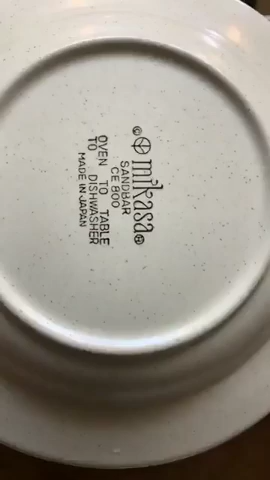 © mikasa®
SANDBAR
CE 800
OVEN TO TABLE
TO DISHWASHER
MADE IN JAPAN